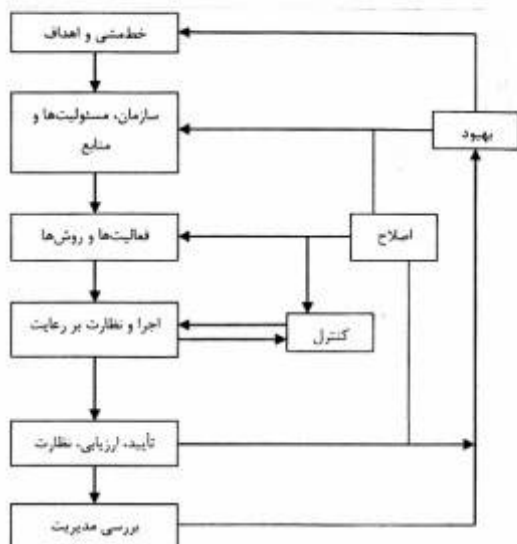 خط‌مشی و اهداف
سازمان، مسئولیت‌ها و
منابع
بهبود
فعالیت‌ها و روش‌ها
اصلاح
اجرا و نظارت بر رعایت
کنترل
تأیید، ارزیابی، نظارت
بررسی مدیریت